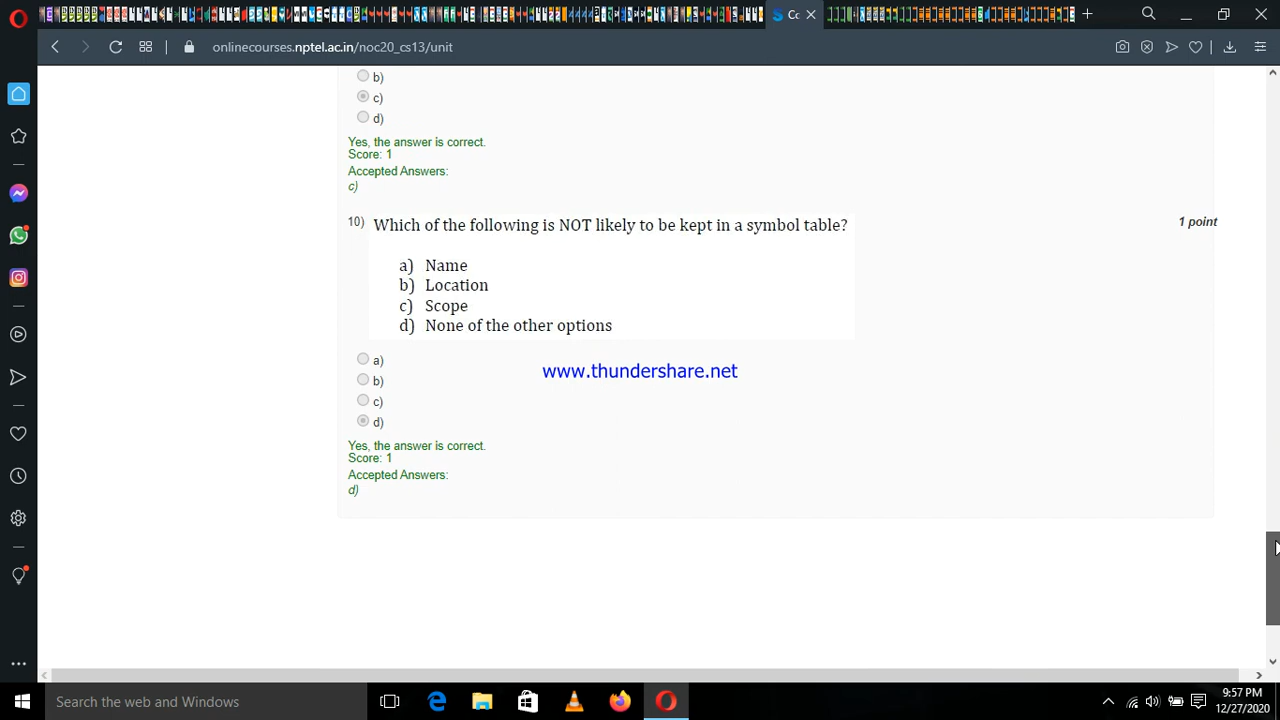 Cc
onlinecourses.nptel.ac.in/noc20_cs13/unit
b)
c)
d)
Yes, the answer is correct.
Score: 1
Accepted Answers:
c)
10) Which of the following is NOT likely to be kept in a symbol table? 1 point
a) Name
b) Location
c) Scope
d) None of the other options
www.thundershare.net
a)
b)
c)
d)
Yes, the answer is correct.
Score: 1
Accepted Answers:
d)
Search the web and Windows
9:57 PM
12/27/2020